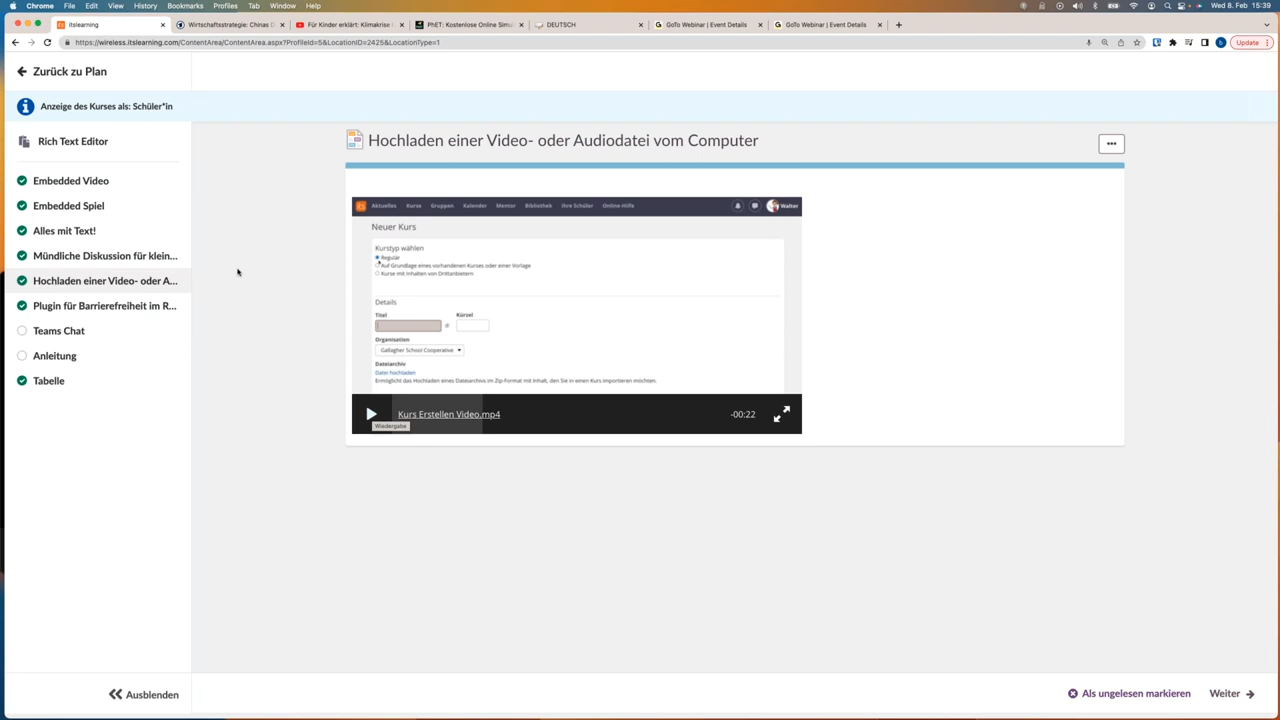 Chrome File Edit View History Bookmarks Profiles Tab Window Help Wed 8. Feb 15:39
itslearning Wirtschaftsstrategie: Chinas D Für Kinder erklärt: Klimakrise PhET: Kostenlose Online Simu DEUTSCH GoTo Webinar | Event Details GoTo Webinar | Event Details
https://wireless.itslearning.com/ContentArea/ContentArea.aspx?ProfileId=5&LocationID=2425&LocationType=1 Update
Zurück zu Plan
Anzeige des Kurses als: Schüler*in
Rich Text Editor
Embedded Video
Embedded Spiel
Alles mit Text!
Mündliche Diskussion für klein...
Hochladen einer Video- oder A...
Plugin für Barrierefreiheit im R...
Teams Chat
Anleitung
Tabelle
Ausblenden
Hochladen einer Video- oder Audiodatei vom Computer
Aktuelles Kurse Gruppen Kalender Mentor Bibliothek Ihre Schüler Online-Hilfe Walter
Neuer Kurs
Kurstyp wählen
Regulär
Auf Grundlage eines vorhandenen Kurses oder einer Vorlage
Kurse mit Inhalten von Drittanbietern
Details
Titel Kürzel
Organisation
Gallagher School Cooperative
Dateiarchiv
Datei hochladen
Ermöglicht das Hochladen eines Dateiarchivs im Zip-Format mit Inhalt, den Sie in einen Kurs importieren möchten.
Kurs Erstellen Video.mp4 -00:22
Wiedergabe
Als ungelesen markieren Weiter